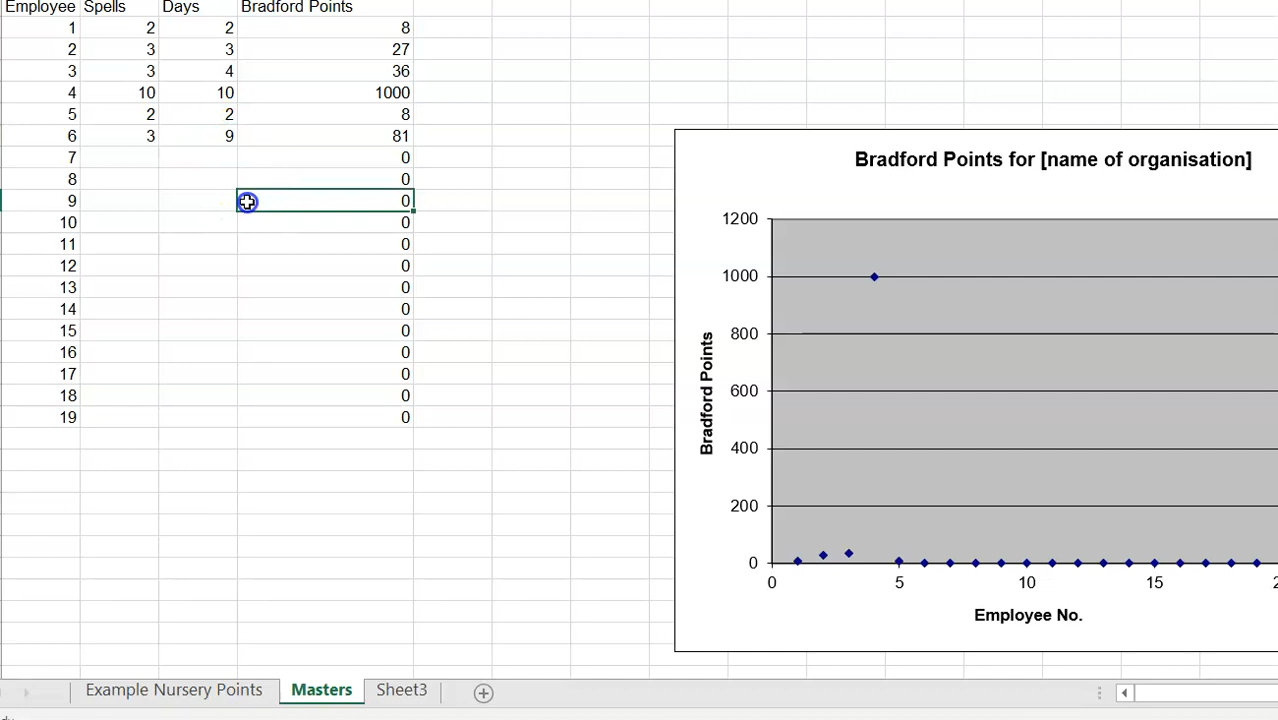 Employee Spells Days Bradford Points
1 2 2 8
2 3 3 27
3 3 4 36
4 10 10 1000
5 2 2 8
6 3 9 81
7 0
8 0
9 0
10 0
11 0
12 0
13 0
14 0
15 0
16 0
17 0
18 0
19 0
Bradford Points for [name of organisation]
1200
1000
800
600
400
200
0
Bradford Points
0 5 10 15
Employee No.
Example Nursery Points Masters Sheet3